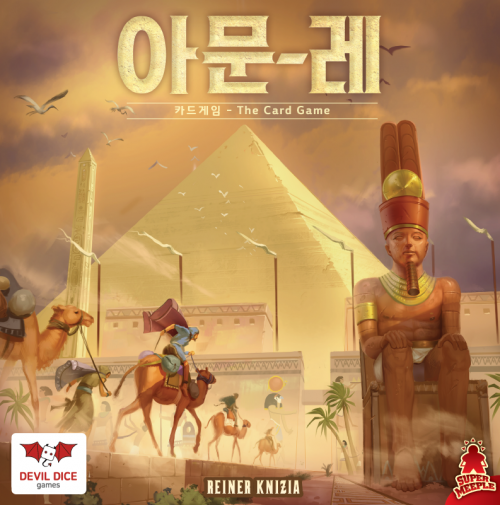 아문-레
카드게임 - The Card Game
DEVIL DICE
games
REINER KNIZIA
SUPER
MEEPLE